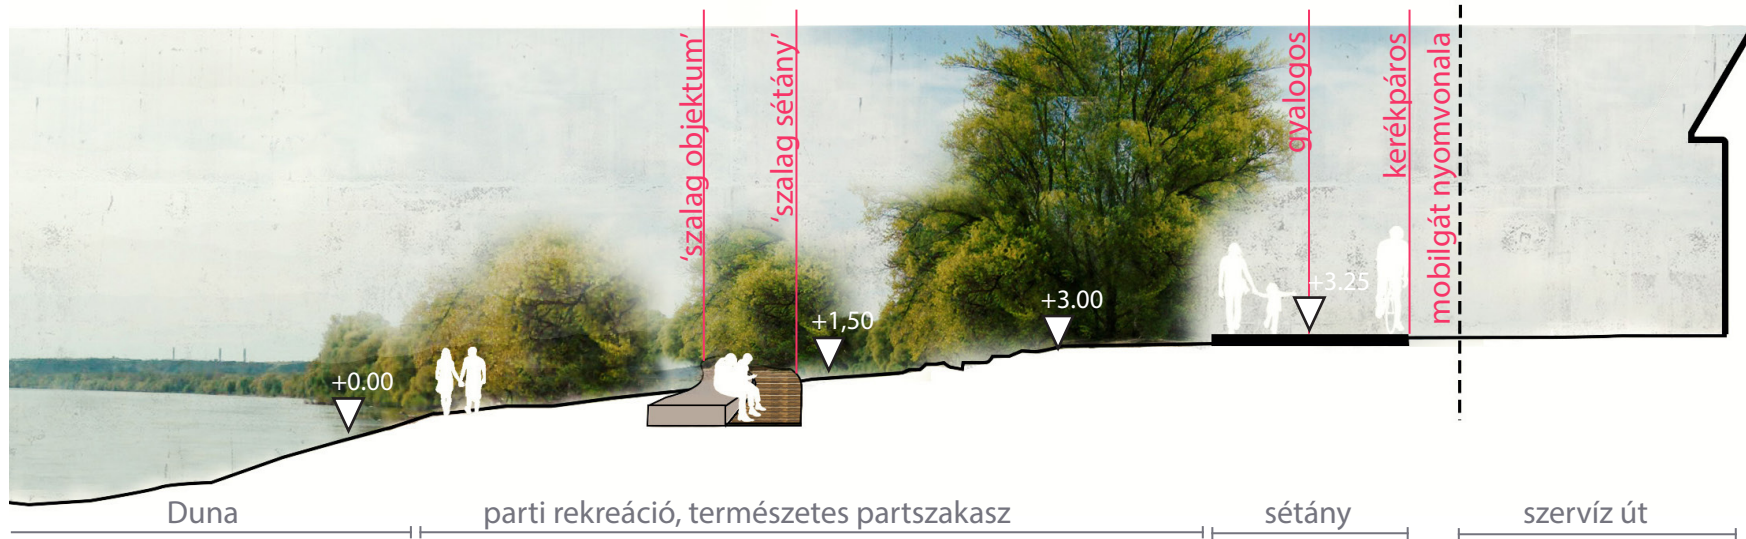 ‘szalag objektum’
‘szalag sétány’
gyalogos
kerékpáros
mobilgát nyomvonala
+0.00
+1,50
+3.00
+3.25
Duna
parti rekreáció, természetes partszakasz
sétány
szervíz út